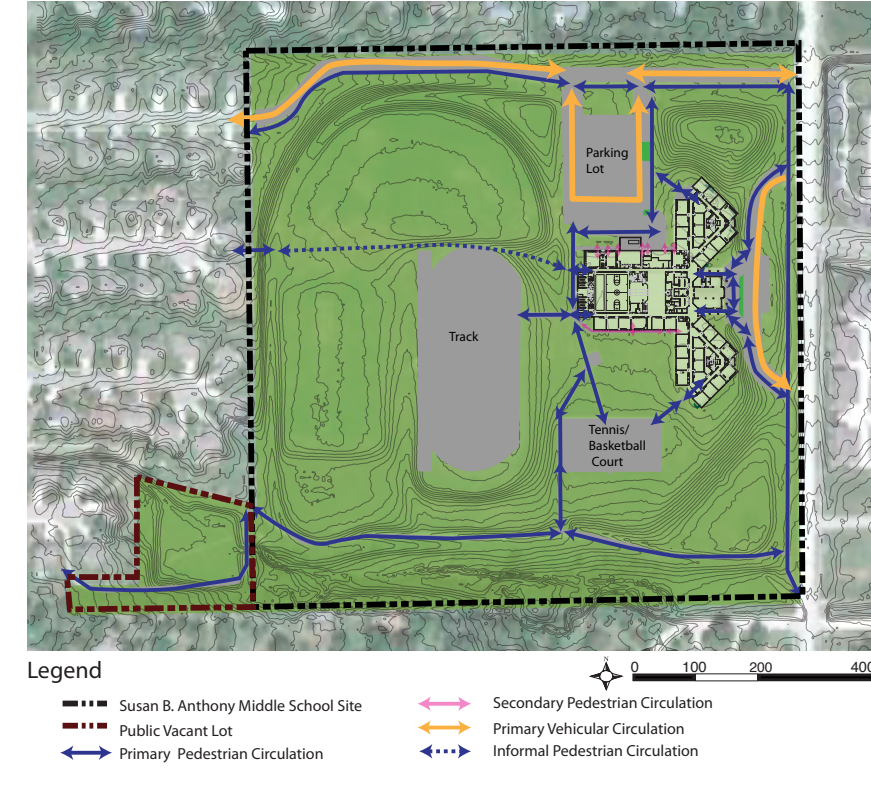 Parking
Lot
Track
Tennis/
Basketball
Court
Legend
N
0 100 200 400
Susan B. Anthony Middle School Site
Public Vacant Lot
Primary Pedestrian Circulation
Secondary Pedestrian Circulation
Primary Vehicular Circulation
Informal Pedestrian Circulation